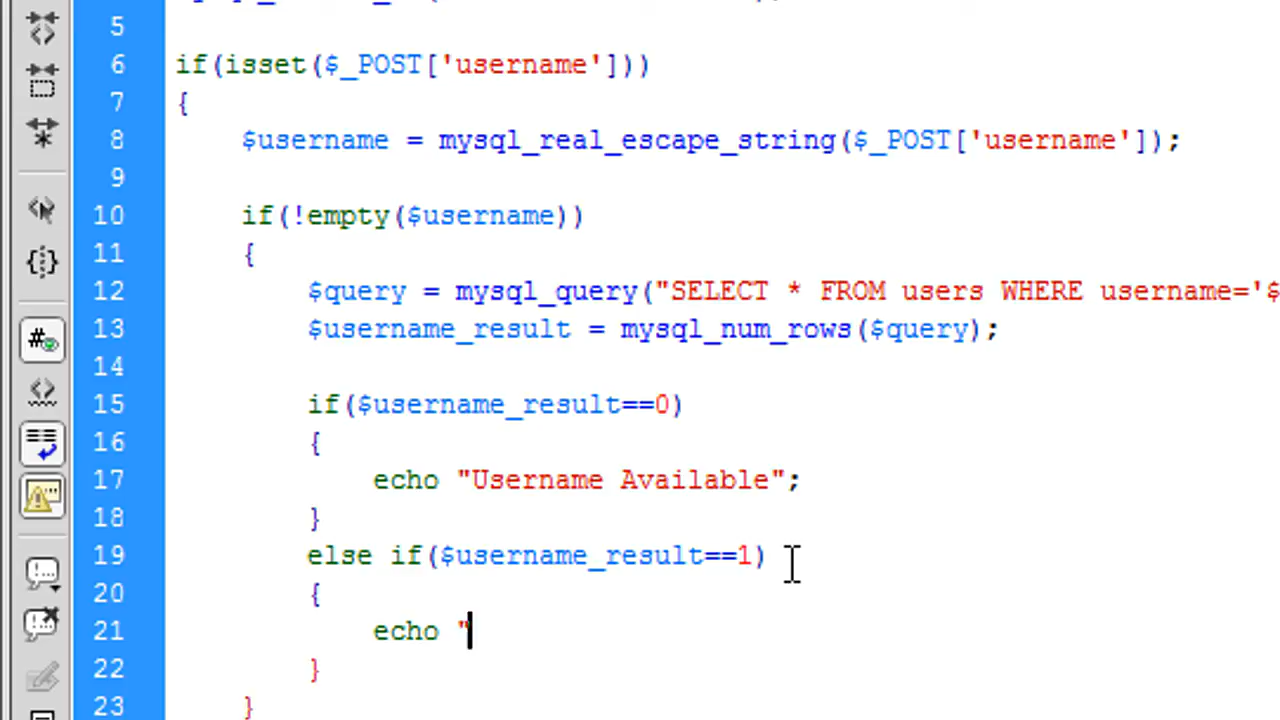 5
6 if(isset($_POST['username']))
7 {
8 $username = mysql_real_escape_string($_POST['username']);
9
10 if(!empty($username))
11 {
12 $query = mysql_query("SELECT * FROM users WHERE username='$
13 $username_result = mysql_num_rows($query);
14
15 if($username_result==0)
16 {
17 echo "Username Available";
18 }
19 else if($username_result==1)
20 {
21 echo "
22 }
23 }